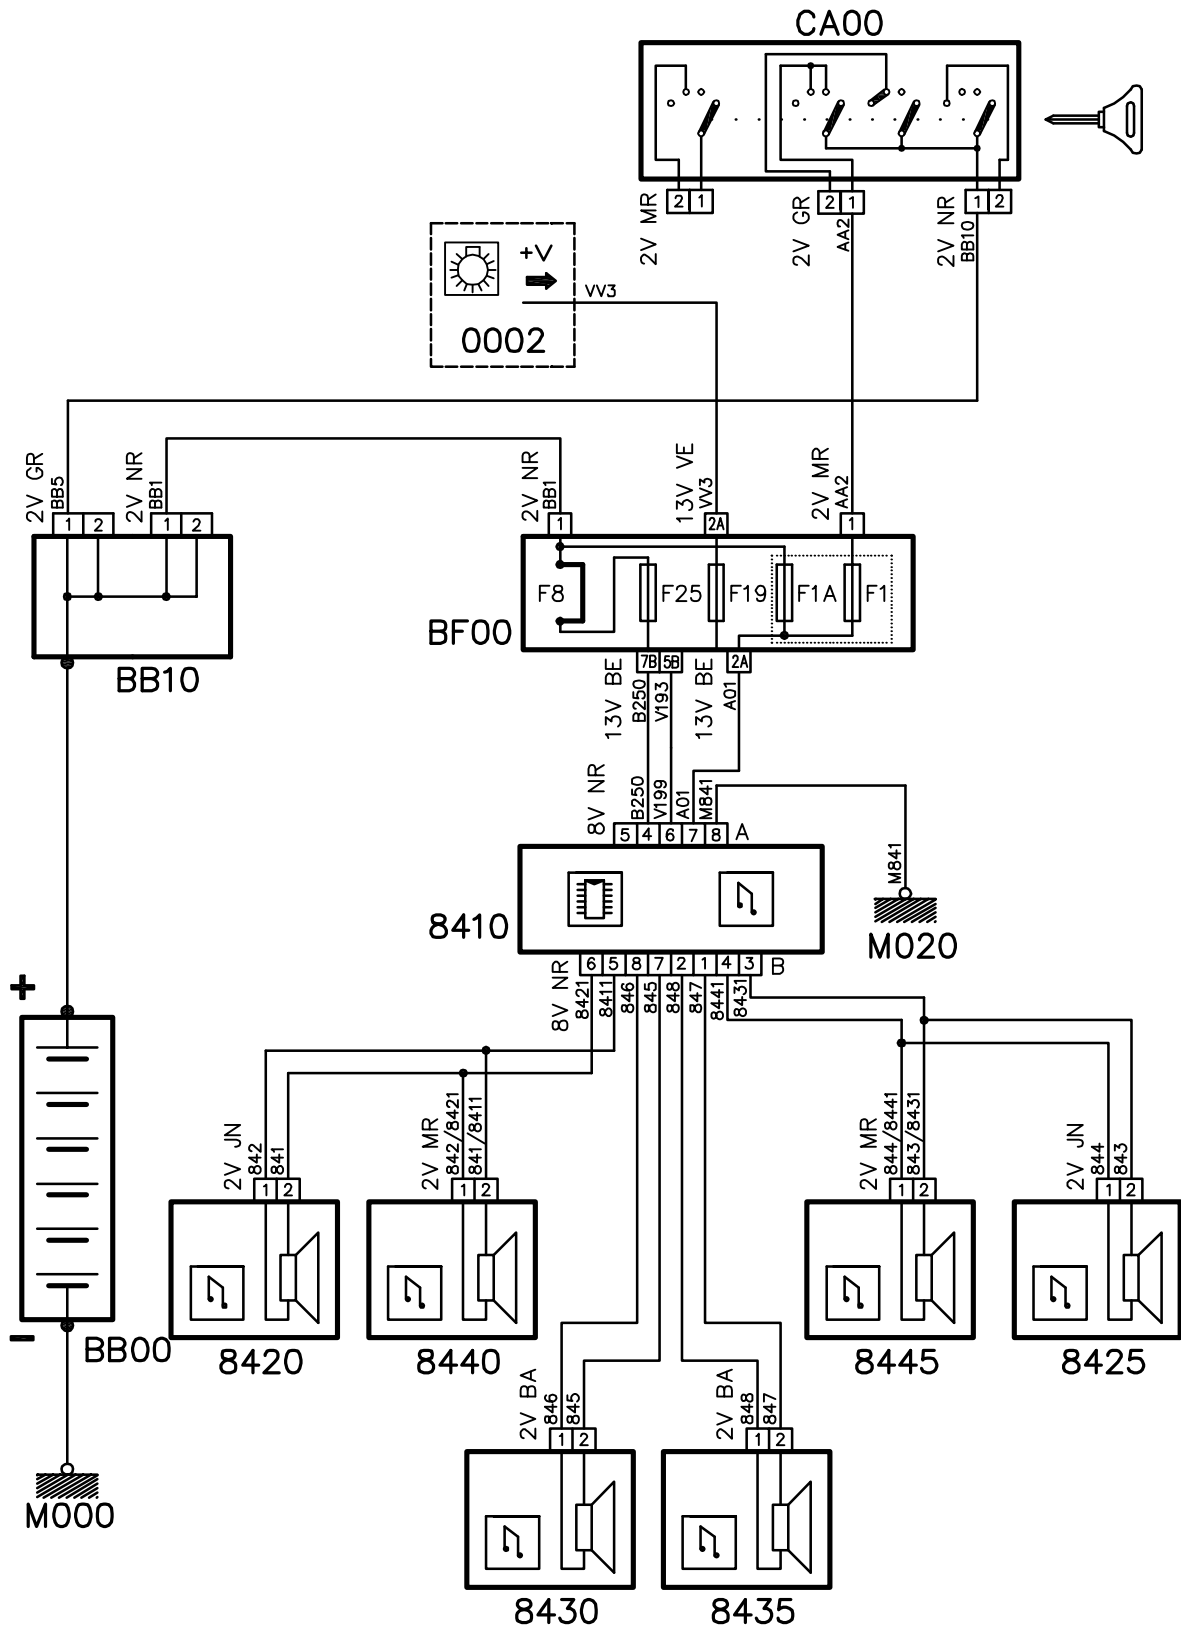 CA00
2V MR
2 1
2V GR
2 1
AA2
2V NR
1 2
BB10
+V
VV3
0002
2V GR
BB5
1 2
2V NR
BB1
1 2
BB10
2V NR
BB1
1
13V VE
VV3
2A
2V MR
AA2
1
F8
F25
F19
F1A
F1
BF00
13V BE
7B 5B
B250
V193
13V BE
2A
A01
8V NR
B250
V199
A01
M841
5 4 6 7 8
A
8410
M841
M020
6 5 8 7 2 1 4 3
B
8V NR
8421
8411
846
845
848
847
8441
8431
+
-
BB00
M000
2V JN
842
841
1 2
8420
2V MR
842/8421
841/8411
1 2
8440
2V MR
844/8441
843/8431
1 2
8445
2V JN
844
843
1 2
8425
2V BA
846
845
1 2
8430
2V BA
848
847
1 2
8435